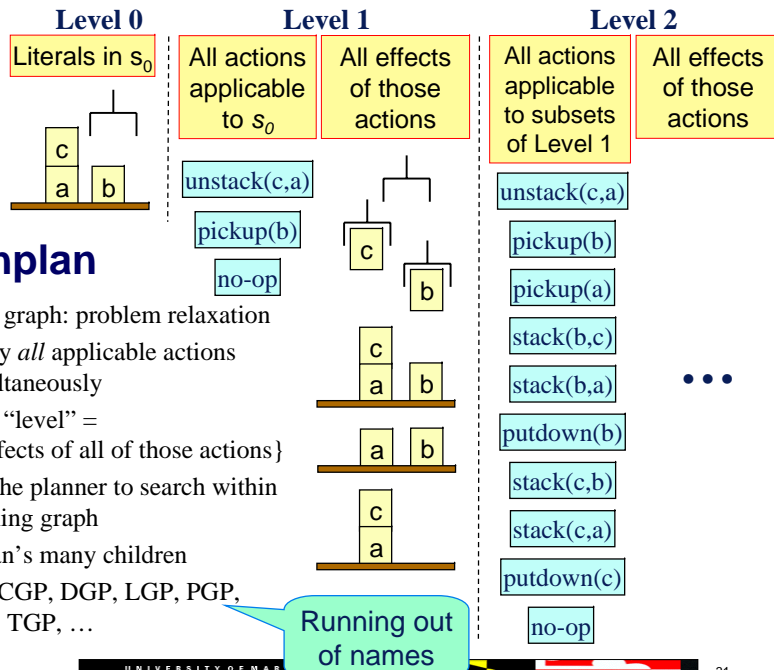 Level 0
Level 1
Level 2
Literals in s0
All actions
applicable
to s0
All effects
of those
actions
All actions
applicable
to subsets
of Level 1
All effects
of those
actions
c
a b
unstack(c,a)
pickup(b)
no-op
c
b
c
a b
a b
c
a
unstack(c,a)
pickup(b)
pickup(a)
stack(b,c)
stack(b,a)
putdown(b)
stack(c,b)
stack(c,a)
putdown(c)
no-op
...
nplan
graph: problem relaxation
y all applicable actions
ultaneously
"level" =
fects of all of those actions}
he planner to search within
ing graph
n's many children
CGP, DGP, LGP, PGP,
TGP, …
Running out
of names
UNIVERSITY OF MAR